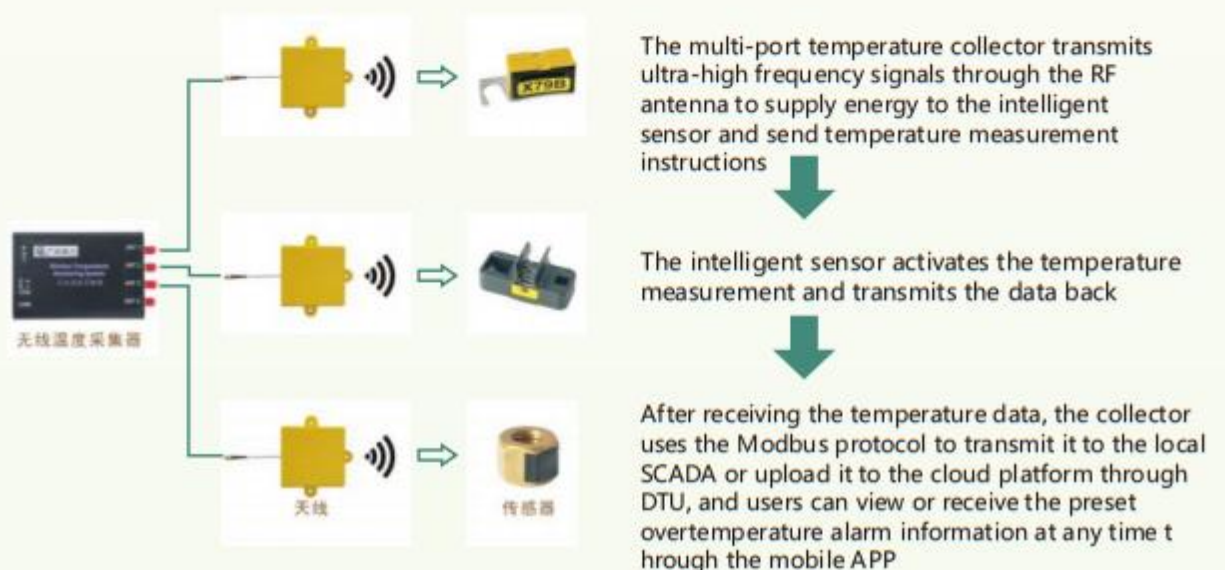 The multi-port temperature collector transmits
ultra-high frequency signals through the RF
antenna to supply energy to the intelligent
sensor and send temperature measurement
instructions
X79B
Wireless Temperature
Monitoring System
无线温度采集器
The intelligent sensor activates the temperature
measurement and transmits the data back
天线
传感器
After receiving the temperature data, the collector
uses the Modbus protocol to transmit it to the local
SCADA or upload it to the cloud platform through
DTU, and users can view or receive the preset
overtemperature alarm information at any time t
hrough the mobile APP